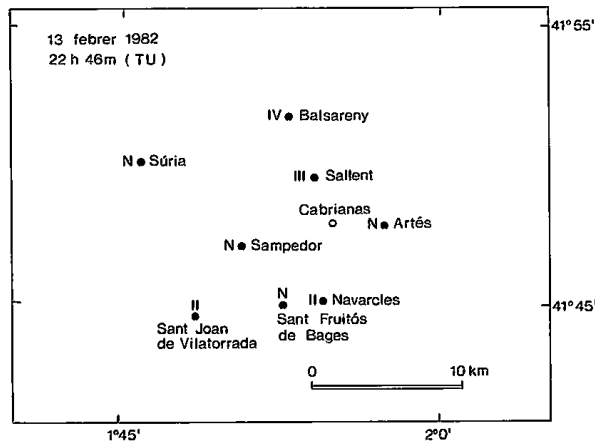 13 febrer 1982
41°55'
22 h 46m ( TU )
IV Balsareny
N Súria
III Sallent
Cabrianas
N Artés
N Sampedor
N
II Navarcles
II
41°45'
Sant Fruitós
de Bages
Sant Joan
de Vilatorrada
0 10 km
1°45' 2°0'